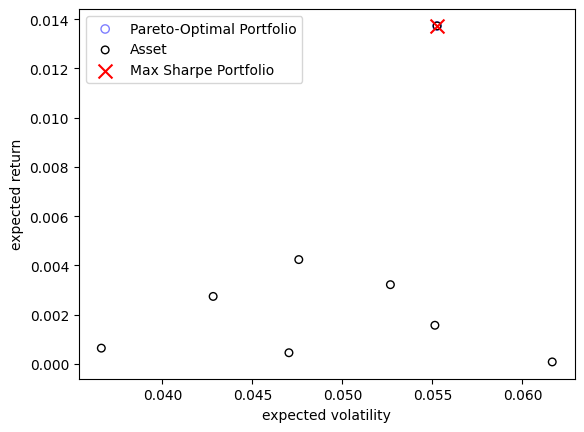 0.014
0.012
0.010
0.008
0.006
0.004
0.002
0.000
expected return
Pareto-Optimal Portfolio
Asset
Max Sharpe Portfolio
0.040 0.045 0.050 0.055 0.060
expected volatility